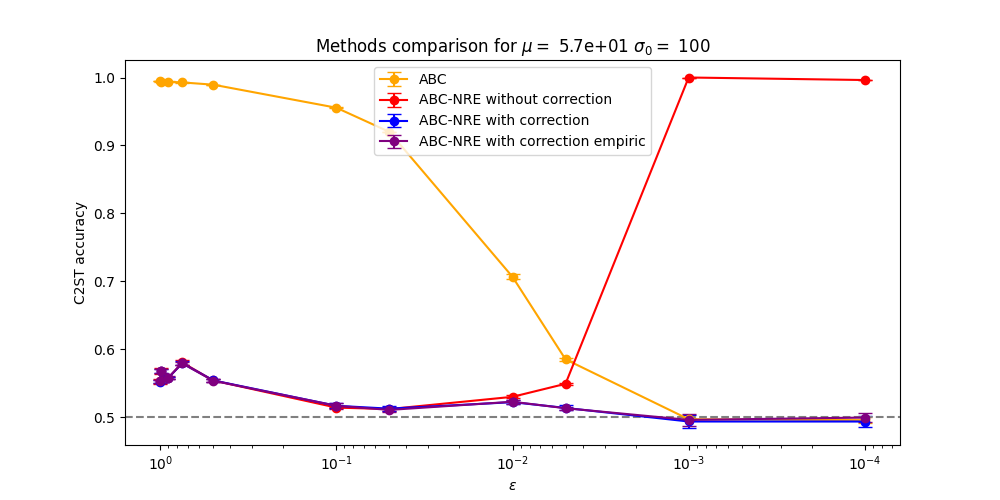 Methods comparison for μ = 5.7e+01 σ₀ = 100
ABC
ABC-NRE without correction
ABC-NRE with correction
ABC-NRE with correction empiric
C2ST accuracy
1.0
0.9
0.8
0.7
0.6
0.5
10⁰ 10⁻¹ 10⁻² 10⁻³ 10⁻⁴
ε